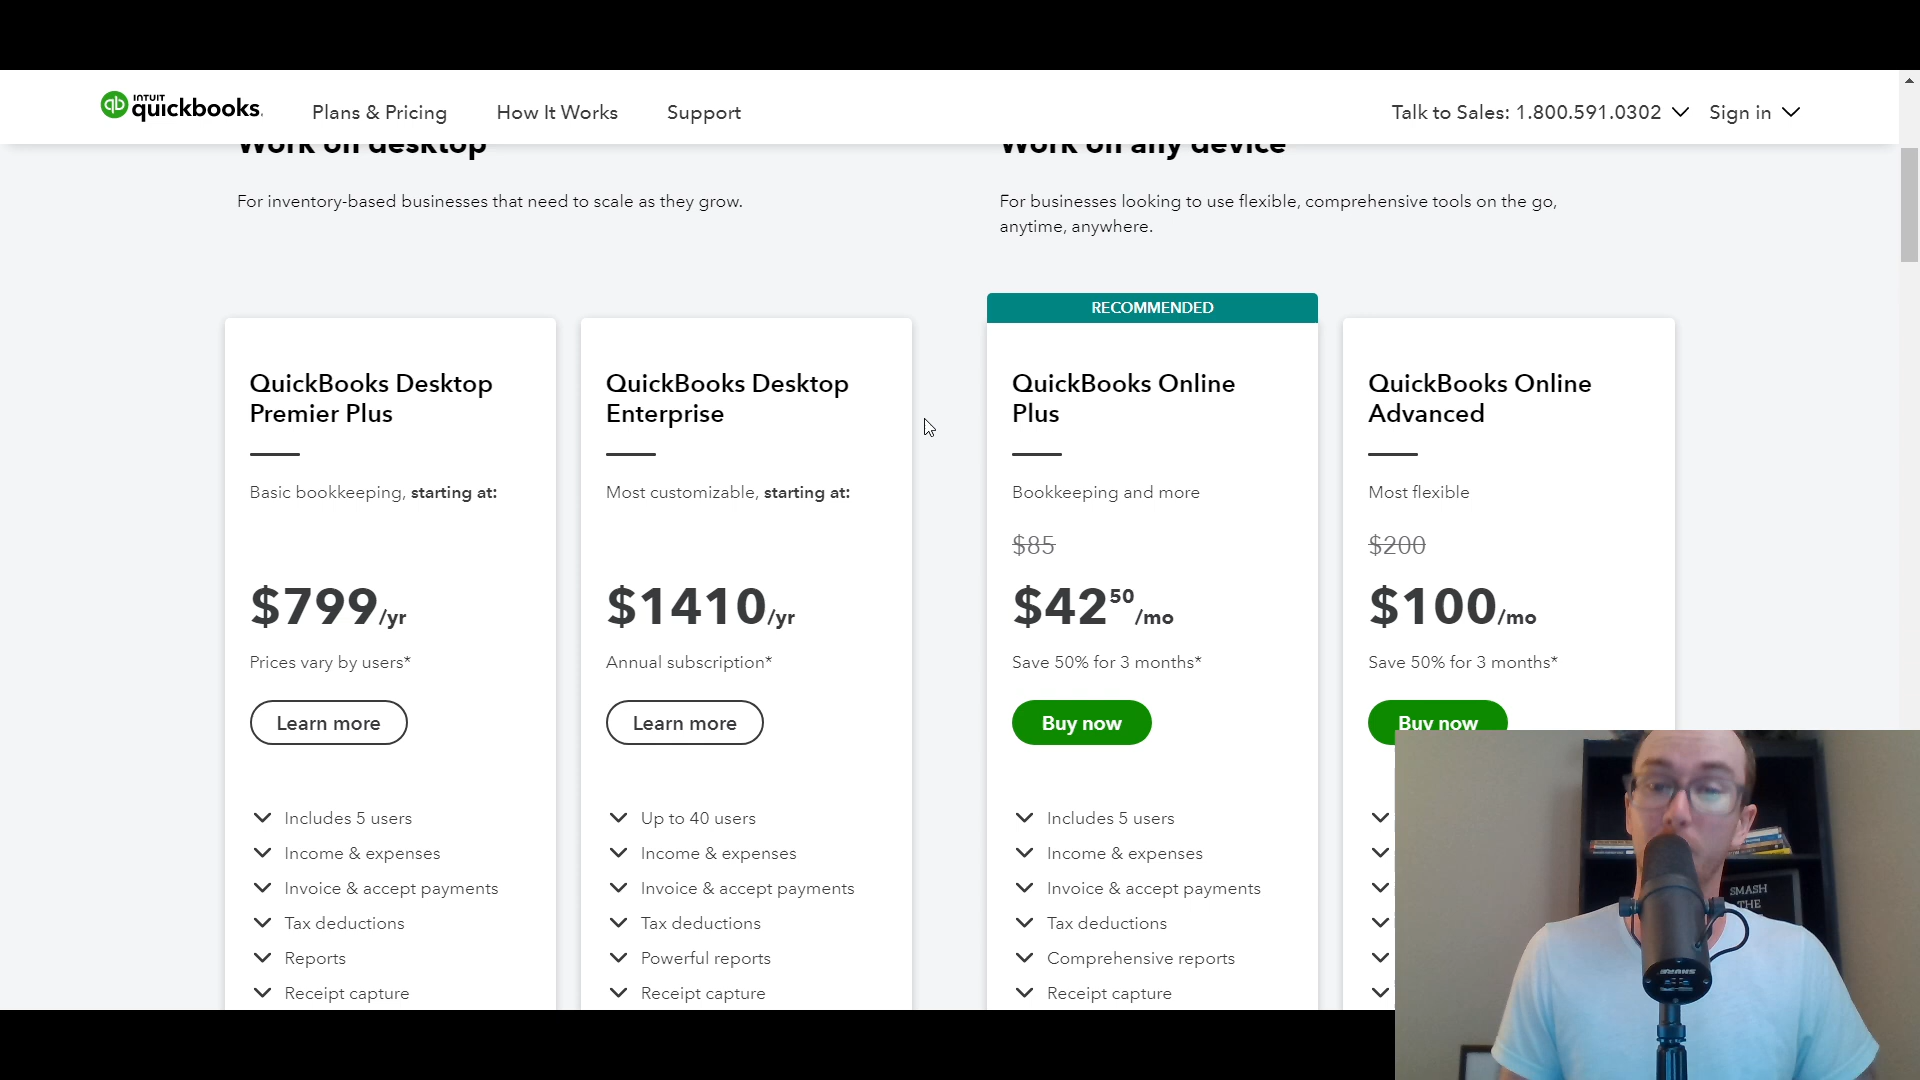 INTUIT
quickbooks.
Plans & Pricing
How It Works
Support
Talk to Sales: 1.800.591.0302
Sign in
Work on desktop
For inventory-based businesses that need to scale as they grow.
Work on any device
For businesses looking to use flexible, comprehensive tools on the go,
anytime, anywhere.
QuickBooks Desktop
Premier Plus
Basic bookkeeping, starting at:
$799/yr
Prices vary by users*
Learn more
Includes 5 users
Income & expenses
Invoice & accept payments
Tax deductions
Reports
Receipt capture
QuickBooks Desktop
Enterprise
Most customizable, starting at:
$1410/yr
Annual subscription*
Learn more
Up to 40 users
Income & expenses
Invoice & accept payments
Tax deductions
Powerful reports
Receipt capture
RECOMMENDED
QuickBooks Online
Plus
Bookkeeping and more
$85
$42 50/mo
Save 50% for 3 months*
Buy now
Includes 5 users
Income & expenses
Invoice & accept payments
Tax deductions
Comprehensive reports
Receipt capture
QuickBooks Online
Advanced
Most flexible
$200
$100/mo
Save 50% for 3 months*
Buy now
SMASH
THE